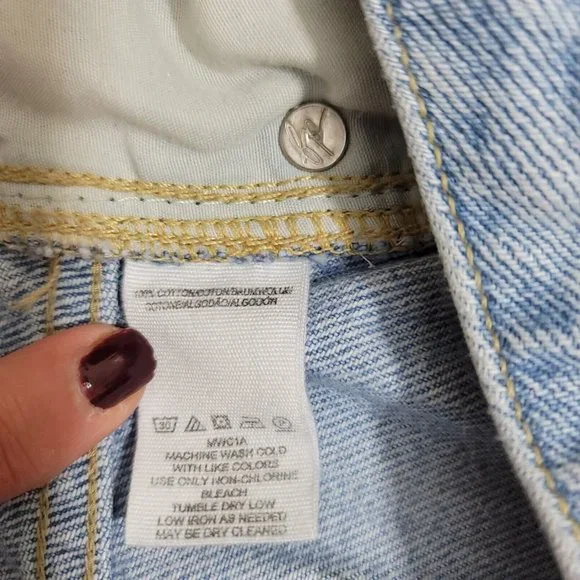 100% COTTON/COTON/BAUMWOLLE/
COTONE/ALGODÃO/ALGODÓN
30
MWC1A
MACHINE WASH COLD
WITH LIKE COLORS
USE ONLY NON-CHLORINE
BLEACH
TUMBLE DRY LOW
LOW IRON AS NEEDED
MAY BE DRY CLEANED